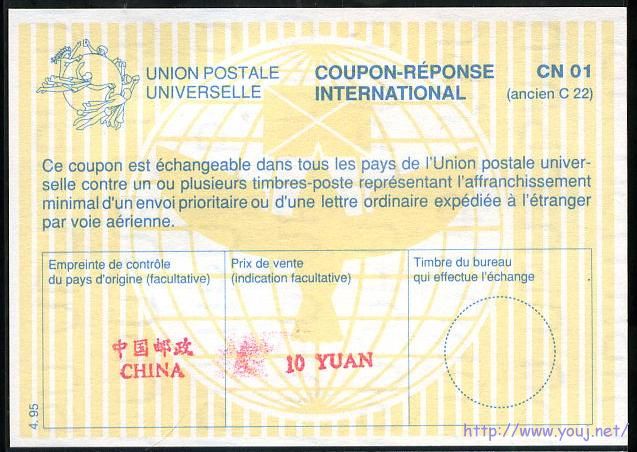 UNION POSTALE
UNIVERSELLE
COUPON-RÉPONSE
INTERNATIONAL
CN 01
(ancien C 22)
Ce coupon est échangeable dans tous les pays de l'Union postale univer-
selle contre un ou plusieurs timbres-poste représentant l'affranchissement
minimal d'un envoi prioritaire ou d'une lettre ordinaire expédiée à l'étranger
par voie aérienne.
Empreinte de contrôle
du pays d'origine (facultative)
Prix de vente
(indication facultative)
Timbre du bureau
qui effectue l'échange
中国邮政
CHINA
10 YUAN
4.95
http://www.youj.net/